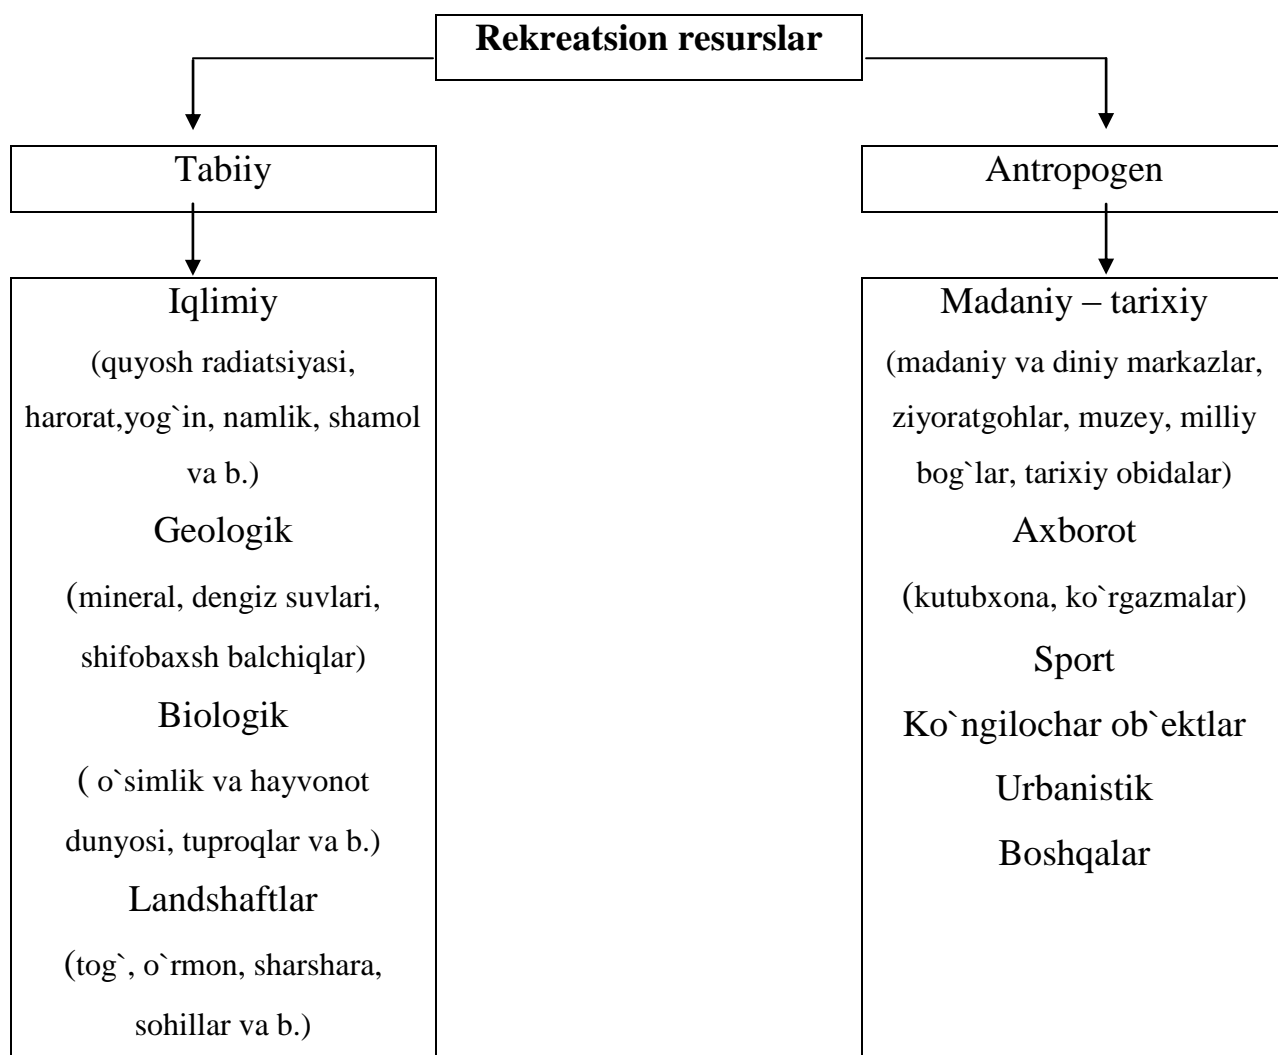 Rekreatsion resurslar
Tabiiy
Antropogen
Iqlimiy
(quyosh radiatsiyasi,
harorat,yog`in, namlik, shamol
va b.)
Geologik
(mineral, dengiz suvlari,
shifobaxsh balchiqlar)
Biologik
( o`simlik va hayvonot
dunyosi, tuproqlar va b.)
Landshaftlar
(tog`, o`rmon, sharshara,
sohillar va b.)
Madaniy – tarixiy
(madaniy va diniy markazlar,
ziyoratgohlar, muzey, milliy
bog`lar, tarixiy obidalar)
Axborot
(kutubxona, ko`rgazmalar)
Sport
Ko`ngilochar ob`ektlar
Urbanistik
Boshqalar